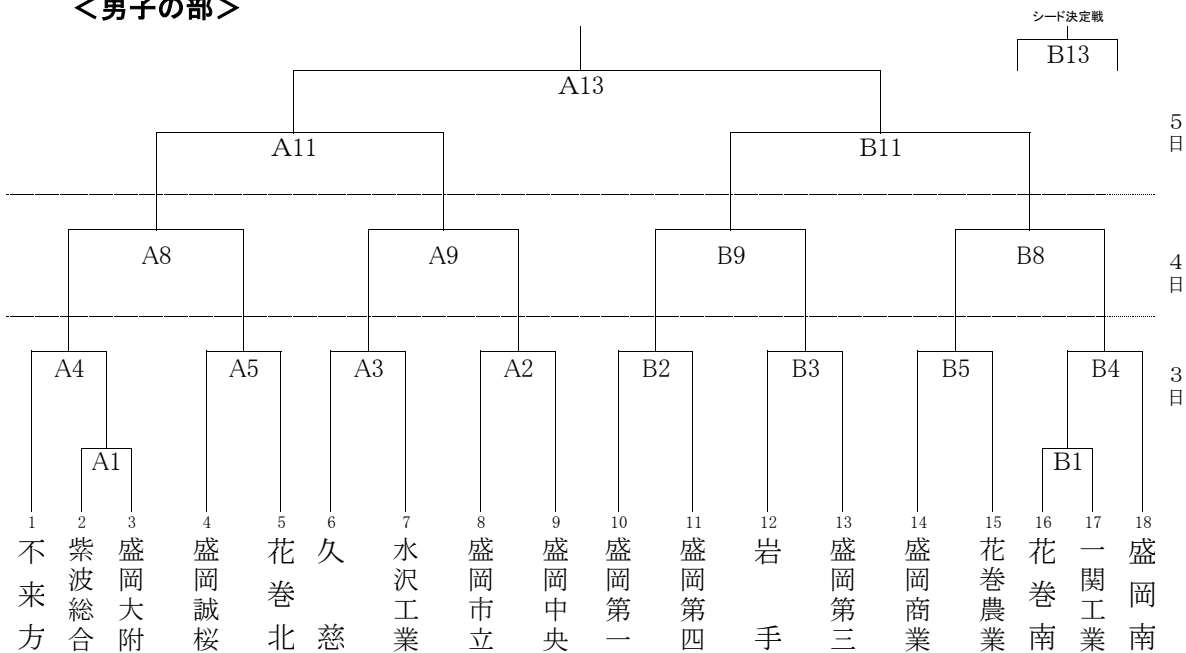 <男子の部>
シード決定戦
B13
A13
5日
A11
B11
A8
A9
B9
B8
4日
A4
A5
A3
A2
B2
B3
B5
B4
3日
A1
B1
1 不来方
2 紫波総合
3 盛岡大附
4 盛岡誠桜
5 花巻北
6 久慈
7 水沢工業
8 盛岡市立
9 盛岡中央
10 盛岡第一
11 盛岡第四
12 岩手
13 盛岡第三
14 盛岡商業
15 花巻農業
16 花巻南
17 一関工業
18 盛岡南